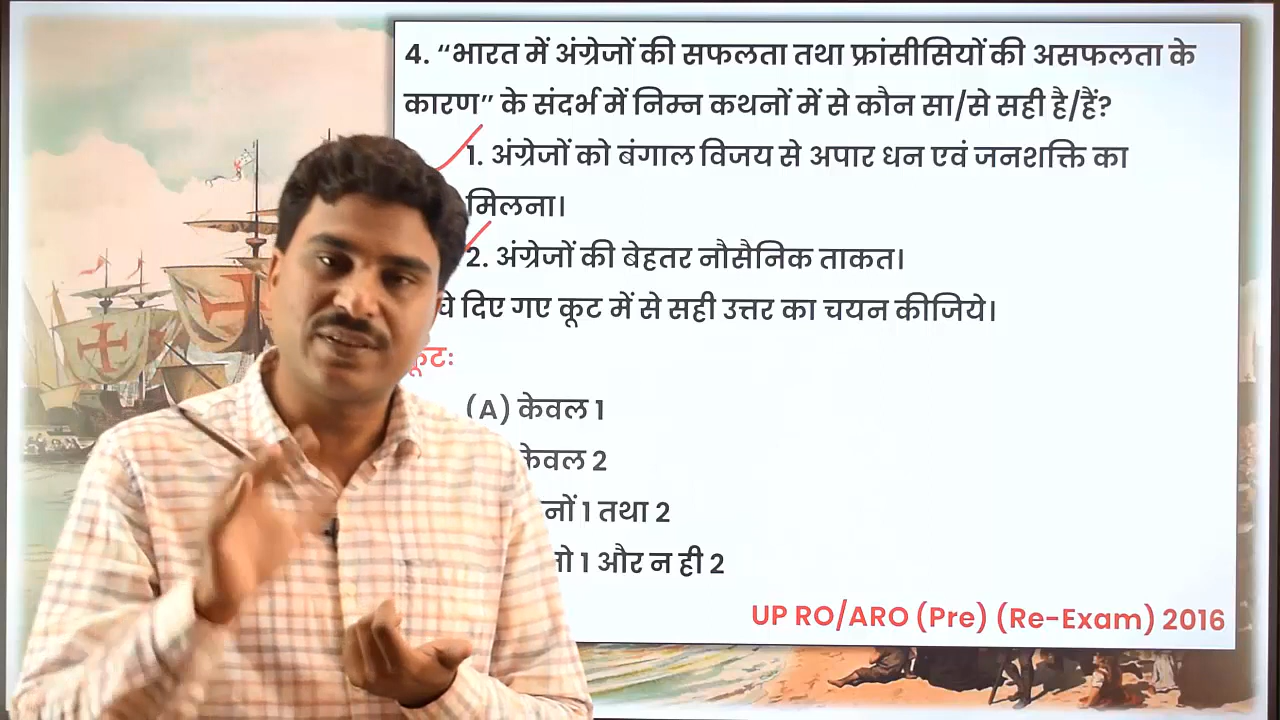 4. “भारत में अंग्रेजों की सफलता तथा फ्रांसीसियों की असफलता के
कारण” के संदर्भ में निम्न कथनों में से कौन सा/से सही है/हैं?
1. अंग्रेजों को बंगाल विजय से अपार धन एवं जनशक्ति का
मिलना।
2. अंग्रेजों की बेहतर नौसैनिक ताकत।
दिए गए कूट में से सही उत्तर का चयन कीजिये।
कूटः
(A) केवल 1
केवल 2
1 तथा 2
1 और न ही 2
UP RO/ARO (Pre) (Re-Exam) 2016